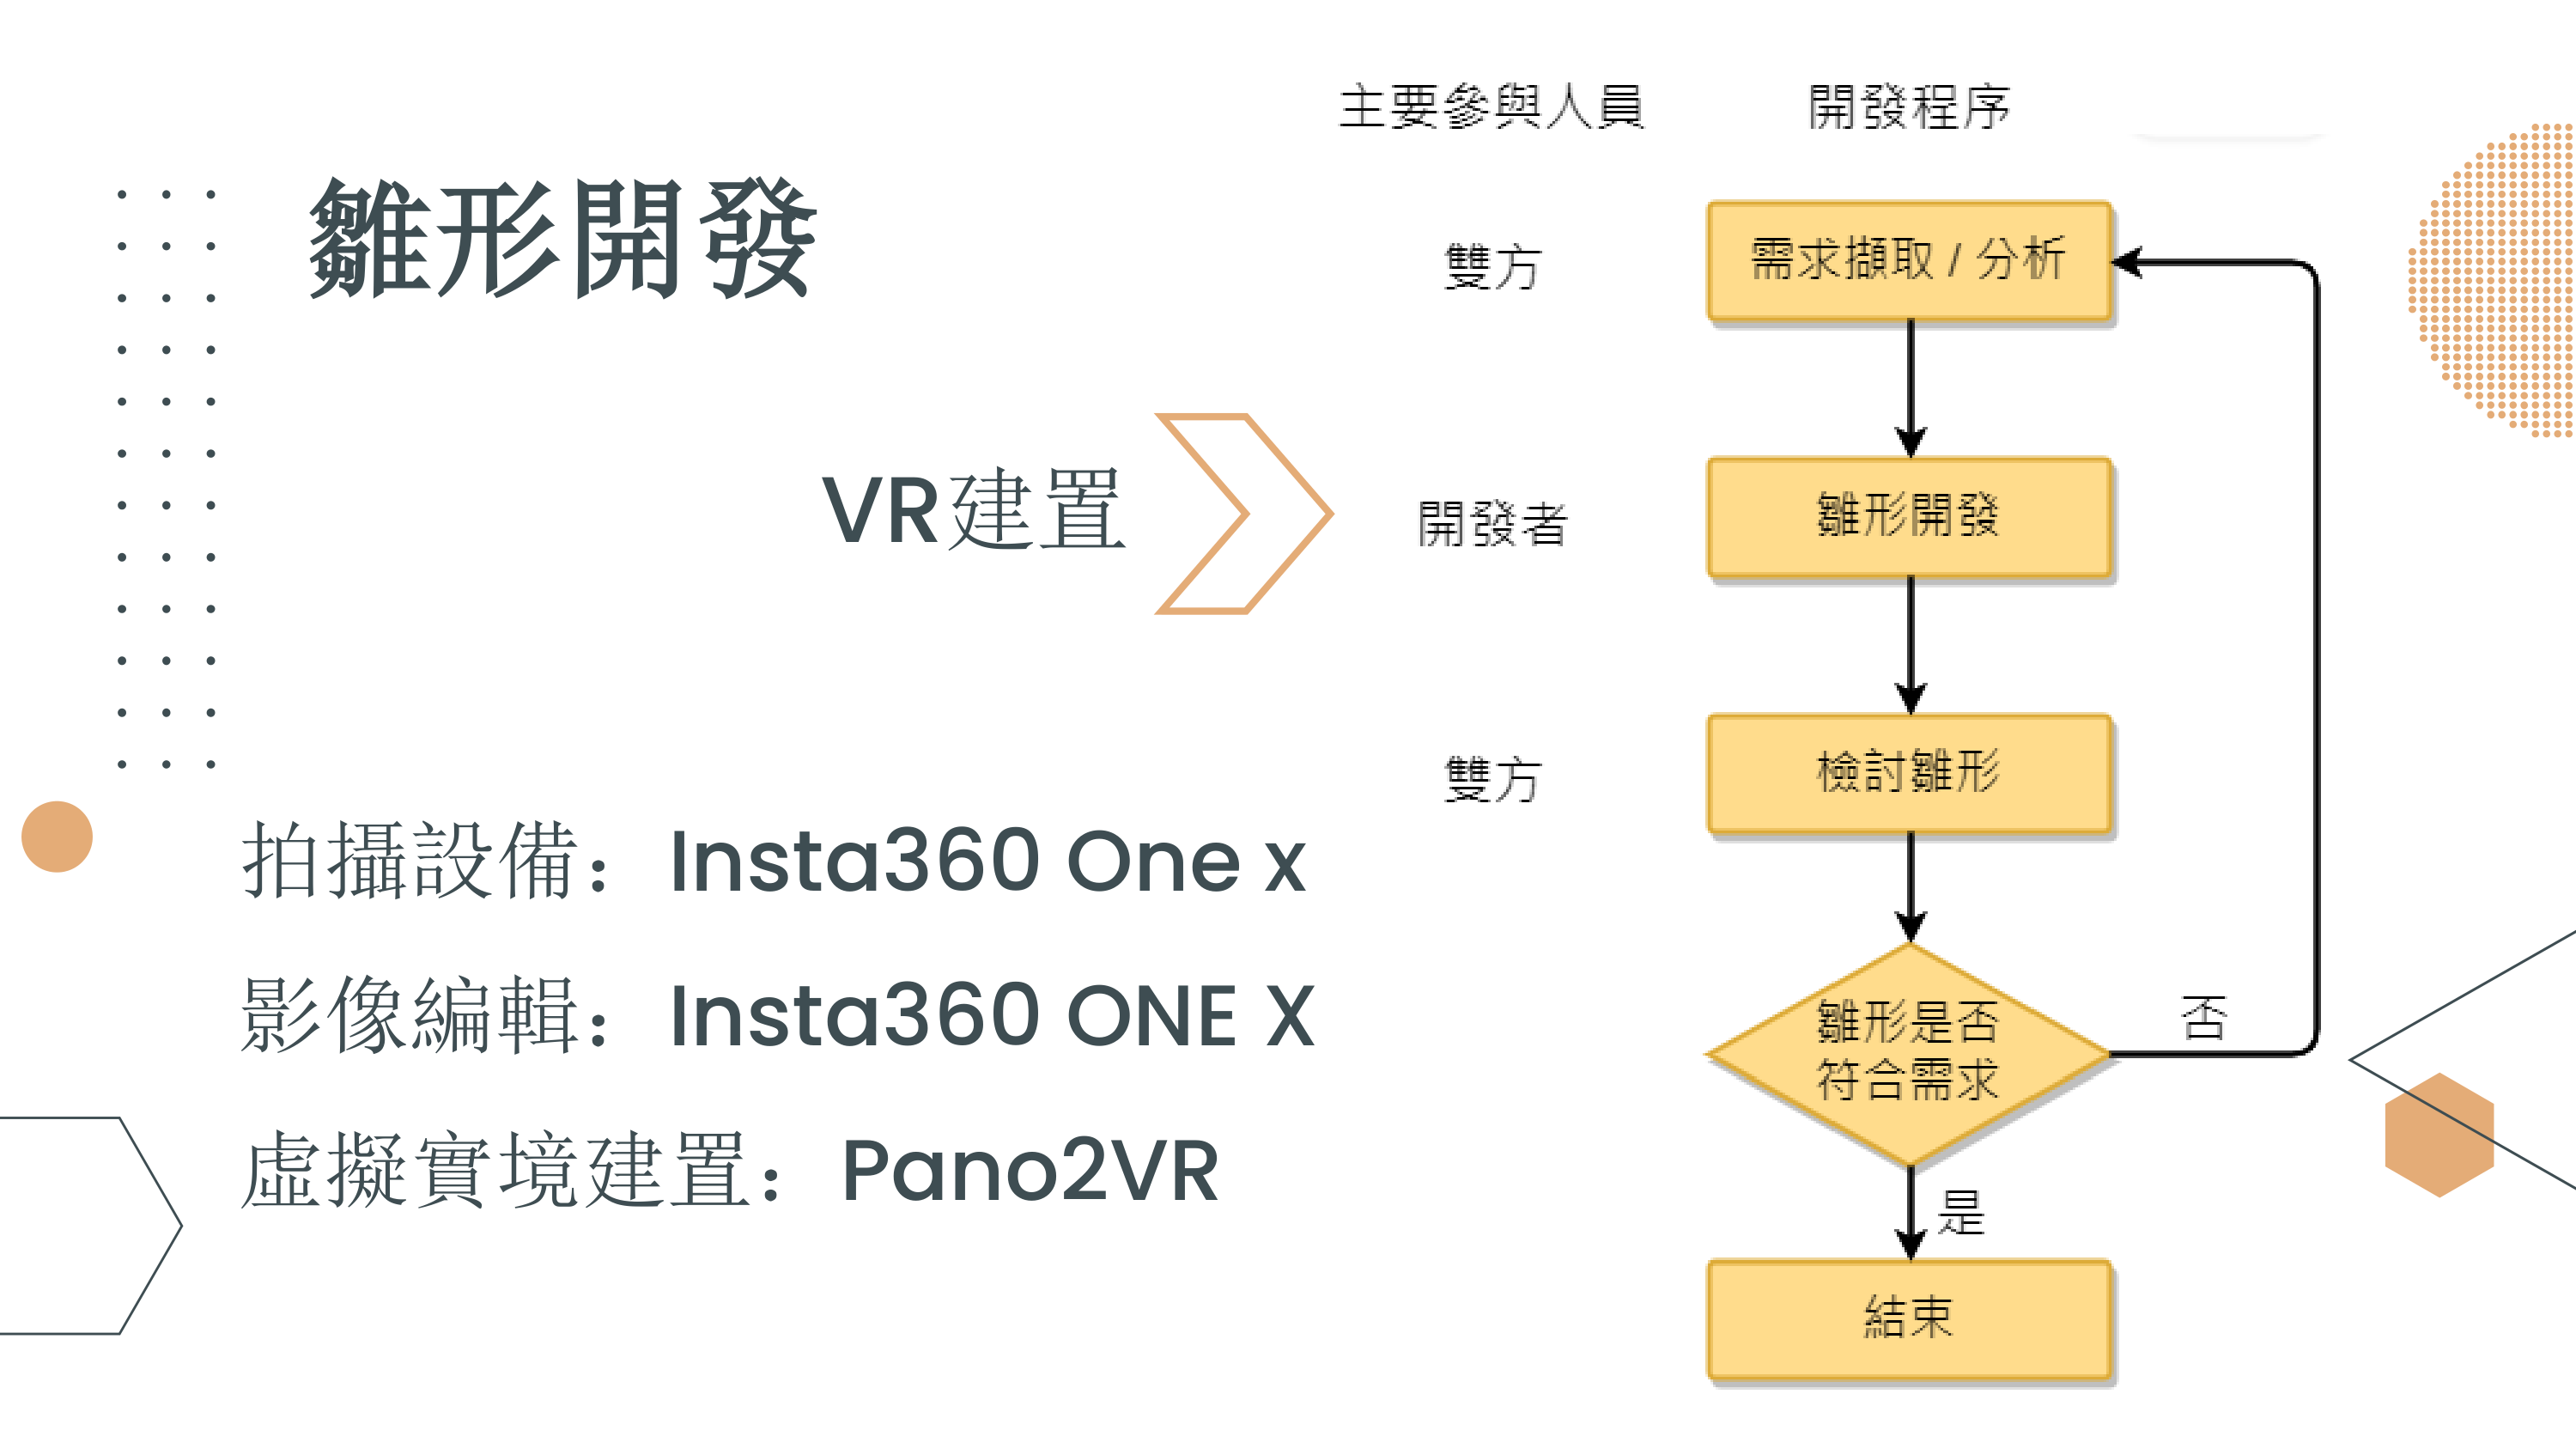 雛形開發
VR建置
拍攝設備：Insta360 One x
影像編輯：Insta360 ONE X
虛擬實境建置：Pano2VR
主要參與人員
開發程序
雙方
需求擷取 / 分析
開發者
雛形開發
雙方
檢討雛形
雛形是否
符合需求
否
是
結束